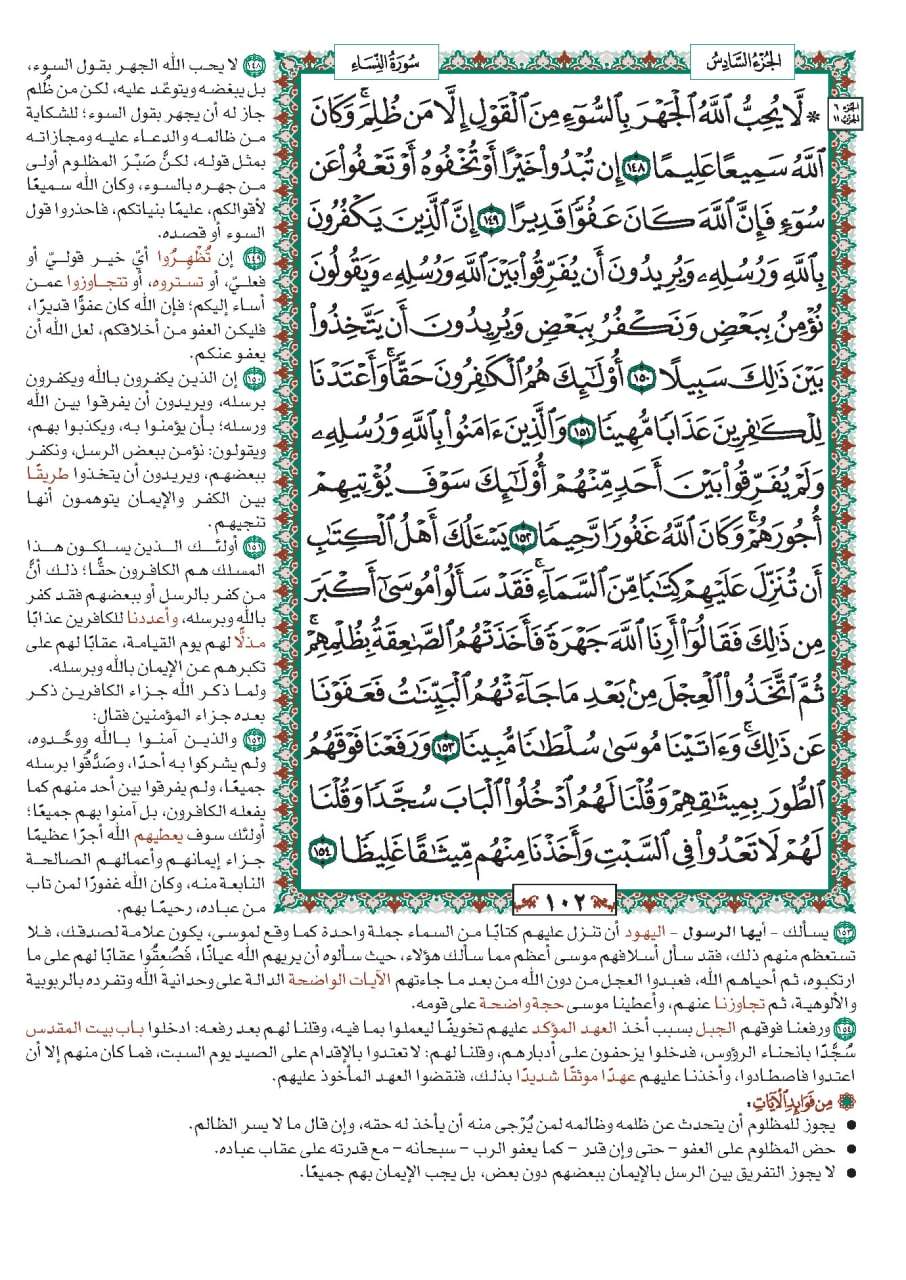 الجُزْءُ السَّادِسُ
سُورَةُ النِّسَاءِ
* لَّا يُحِبُّ ٱللَّهُ ٱلْجَهْرَ بِٱلسُّوٓءِ مِنَ ٱلْقَوْلِ إِلَّا مَن ظُلِمَۚ وَكَانَ
ٱللَّهُ سَمِيعًا عَلِيمًا ١٤٨ إِن تُبْدُوا۟ خَيْرًا أَوْ تُخْفُوهُ أَوْ تَعْفُوا۟ عَن
سُوٓءٍ فَإِنَّ ٱللَّهَ كَانَ عَفُوًّا قَدِيرًا ١٤٩ إِنَّ ٱلَّذِينَ يَكْفُرُونَ
بِٱللَّهِ وَرُسُلِهِۦ وَيُرِيدُونَ أَن يُفَرِّقُوا۟ بَيْنَ ٱللَّهِ وَرُسُلِهِۦ وَيَقُولُونَ
نُؤْمِنُ بِبَعْضٍ وَنَكْفُرُ بِبَعْضٍ وَيُرِيدُونَ أَن يَتَّخِذُوا۟
بَيْنَ ذَٰلِكَ سَبِيلًا ١٥٠ أُو۟لَٰٓئِكَ هُمُ ٱلْكَٰفِرُونَ حَقًّاۚ وَأَعْتَدْنَا
لِلْكَٰفِرِينَ عَذَابًا مُّهِينًا ١٥١ وَٱلَّذِينَ ءَامَنُوا۟ بِٱللَّهِ وَرُسُلِهِۦ
وَلَمْ يُفَرِّقُوا۟ بَيْنَ أَحَدٍ مِّنْهُمْ أُو۟لَٰٓئِكَ سَوْفَ يُؤْتِيهِمْ
أُجُورَهُمْۚ وَكَانَ ٱللَّهُ غَفُورًا رَّحِيمًا ١٥٢ يَسْـَٔلُكَ أَهْلُ ٱلْكِتَٰبِ
أَن تُنَزِّلَ عَلَيْهِمْ كِتَٰبًا مِّنَ ٱلسَّمَآءِۚ فَقَدْ سَأَلُوا۟ مُوسَىٰٓ أَكْبَرَ
مِن ذَٰلِكَ فَقَالُوٓا۟ أَرِنَا ٱللَّهَ جَهْرَةً فَأَخَذَتْهُمُ ٱلصَّٰعِقَةُ بِظُلْمِهِمْۚ
ثُمَّ ٱتَّخَذُوا۟ ٱلْعِجْلَ مِنۢ بَعْدِ مَا جَآءَتْهُمُ ٱلْبَيِّنَٰتُ فَعَفَوْنَا
عَن ذَٰلِكَۚ وَءَاتَيْنَا مُوسَىٰ سُلْطَٰنًا مُّبِينًا ١٥٣ وَرَفَعْنَا فَوْقَهُمُ
ٱلطُّورَ بِمِيثَٰقِهِمْ وَقُلْنَا لَهُمُ ٱدْخُلُوا۟ ٱلْبَابَ سُجَّدًا وَقُلْنَا
لَهُمْ لَا تَعْدُوا۟ فِى ٱلسَّبْتِ وَأَخَذْنَا مِنْهُم مِّيثَٰقًا غَلِيظًا ١٥٤
١٠٢
١٤٨ لا يحب الله الجهر بقول السوء،
بل يبغضه ويتوعّد عليه، لكن من ظُلم
جاز له أن يجهر بقول السوء؛ للشكاية
من ظالمه والدعاء عليه ومجازاته
بمثل قوله، لكنَّ صَبْرَ المظلوم أولى
من جهره بالسوء، وكان الله سميعًا
لأقوالكم، عليمًا بنياتكم، فاحذروا قول
السوء أو قصده.
١٤٩ إن تُظْهِرُوا أيّ خير قوليّ أو
فعليّ، أو تستروه، أو تتجاوزوا عمن
أساء إليكم؛ فإن الله كان عفوًّا قديرًا،
فليكن العفو من أخلاقكم، لعل الله أن
يعفو عنكم.
١٥٠ إن الذين يكفرون بالله ويكفرون
برسله، ويريدون أن يفرقوا بين الله
ورسله؛ بأن يؤمنوا به، ويكذبوا بهم،
ويقولون: نؤمن ببعض الرسل، ونكفر
ببعضهم، ويريدون أن يتخذوا طريقًا
بين الكفر والإيمان يتوهمون أنها
تنجيهم.
١٥١ أولئك الذين يسلكون هذا
المسلك هم الكافرون حقًّا؛ ذلك أنَّ
من كفر بالرسل أو ببعضهم فقد كفر
بالله وبرسله، وأعددنا للكافرين عذابًا
مذلًّا لهم يوم القيامة، عقابًا لهم على
تكبرهم عن الإيمان بالله وبرسله.
ولما ذكر الله جزاء الكافرين ذكر
بعده جزاء المؤمنين فقال:
١٥٢ والذين آمنوا بالله ووحَّدوه،
ولم يشركوا به أحدًا، وصَدَّقُوا برسله
جميعًا، ولم يفرقوا بين أحد منهم كما
يفعله الكافرون، بل آمنوا بهم جميعًا؛
أولئك سوف يعطيهم الله أجرًا عظيمًا
جزاء إيمانهم وأعمالهم الصالحة
النابعة منه، وكان الله غفورًا لمن تاب
من عباده، رحيمًا بهم.
١٥٣ يسألك – أيها الرسول – اليهود أن تنزل عليهم كتابًا من السماء جملة واحدة كما وقع لموسى، يكون علامة لصدقك، فلا
تستعظم منهم ذلك، فقد سأل أسلافهم موسى أعظم مما سألك هؤلاء، حيث سألوه أن يريهم الله عيانًا، فَصُعِقُوا عقابًا لهم على ما
ارتكبوه، ثم أحياهم الله، فعبدوا العجل من دون الله من بعد ما جاءتهم الآيات الواضحة الدالة على وحدانية الله وتفرده بالربوبية
والألوهية، ثم تجاوزنا عنهم، وأعطينا موسى حجة واضحة على قومه.
١٥٤ ورفعنا فوقهم الجبل بسبب أخذ العهد المؤكد عليهم تخويفًا ليعملوا بما فيه، وقلنا لهم بعد رفعه: ادخلوا باب بيت المقدس
سُجَّدًا بانحناء الرؤوس، فدخلوا يزحفون على أدبارهم، وقلنا لهم: لا تعتدوا بالإقدام على الصيد يوم السبت، فما كان منهم إلا أن
اعتدوا فاصطادوا، وأخذنا عليهم عهدًا موثقًا شديدًا بذلك، فنقضوا العهد المأخوذ عليهم.
مِن فَوَائِدِ الْآيَاتِ:
● يجوز للمظلوم أن يتحدث عن ظلمه وظالمه لمن يُرْجى منه أن يأخذ له حقه، وإن قال ما لا يسر الظالم.
● حض المظلوم على العفو – حتى وإن قدر – كما يعفو الرب – سبحانه – مع قدرته على عقاب عباده.
● لا يجوز التفريق بين الرسل بالإيمان ببعضهم دون بعض، بل يجب الإيمان بهم جميعًا.